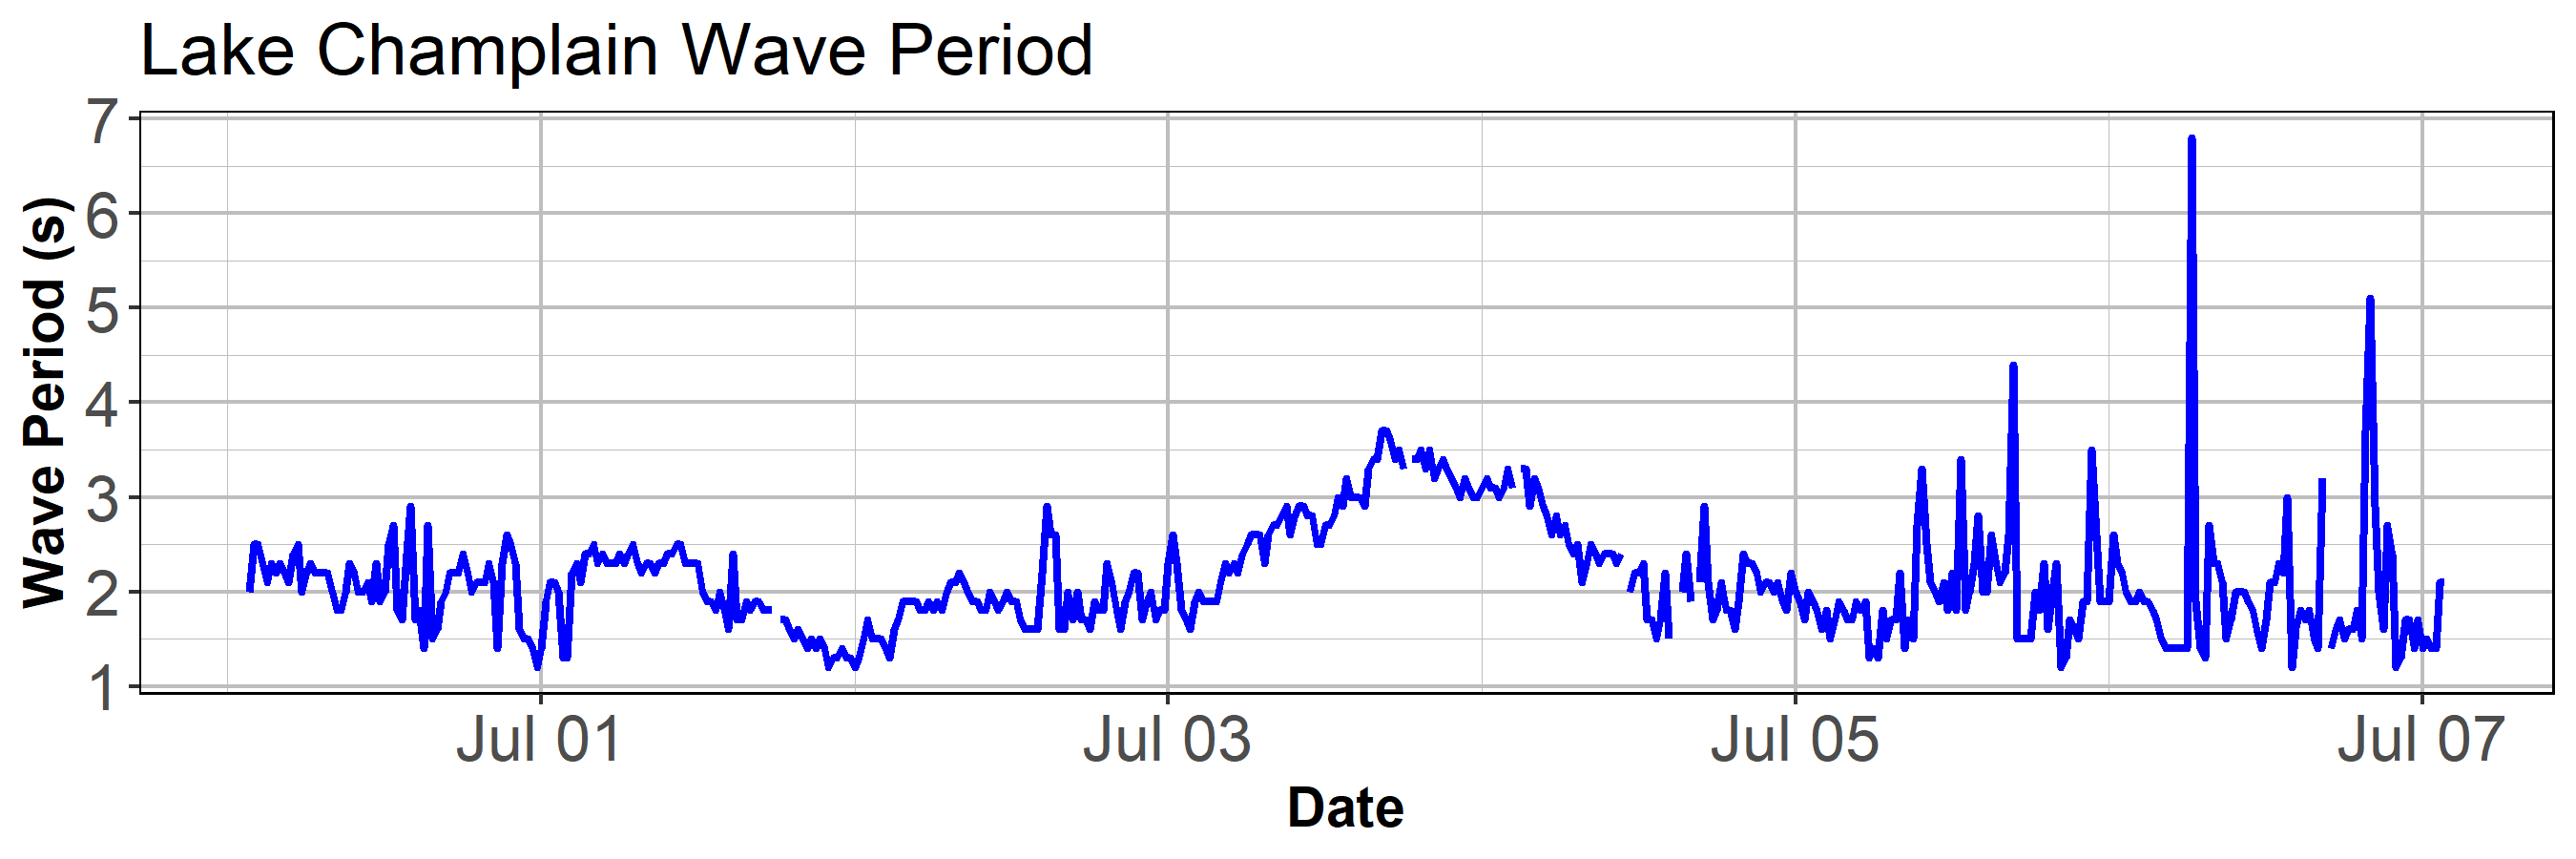 Lake Champlain Wave Period
Wave Period (s)
7
6
5
4
3
2
1
Jul 01
Jul 03
Jul 05
Jul 07
Date